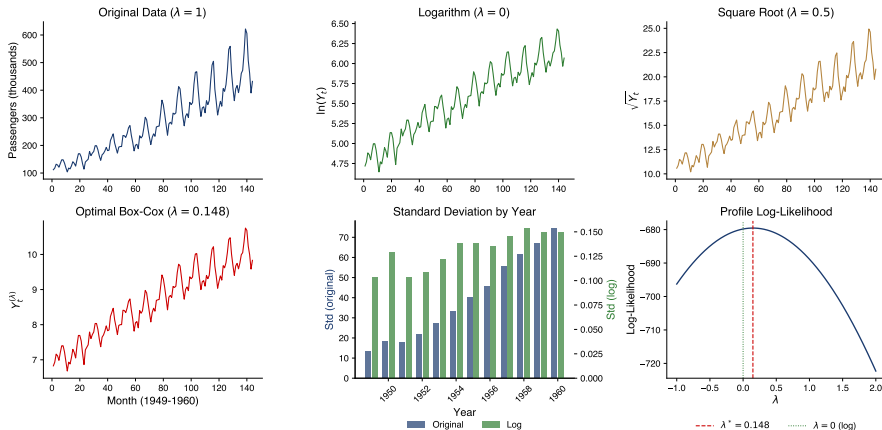 Original Data (λ = 1)
Passengers (thousands)
600
500
400
300
200
100
0 20 40 60 80 100 120 140
Logarithm (λ = 0)
ln(Yₜ)
6.50
6.25
6.00
5.75
5.50
5.25
5.00
4.75
0 20 40 60 80 100 120 140
Square Root (λ = 0.5)
√Yₜ
25.0
22.5
20.0
17.5
15.0
12.5
10.0
0 20 40 60 80 100 120 140
Optimal Box-Cox (λ = 0.148)
Yₜ^(λ)
10
9
8
7
0 20 40 60 80 100 120 140
Month (1949-1960)
Standard Deviation by Year
Std (original)
70
60
50
40
30
20
10
0
0.150
0.125
0.100
0.075
0.050
0.025
0.000
Std (log)
1950 1952 1954 1956 1958 1960
Year
Original Log
Profile Log-Likelihood
Log-Likelihood
−680
−690
−700
−710
−720
−1.0 −0.5 0.0 0.5 1.0 1.5 2.0
λ
λ* = 0.148 λ = 0 (log)